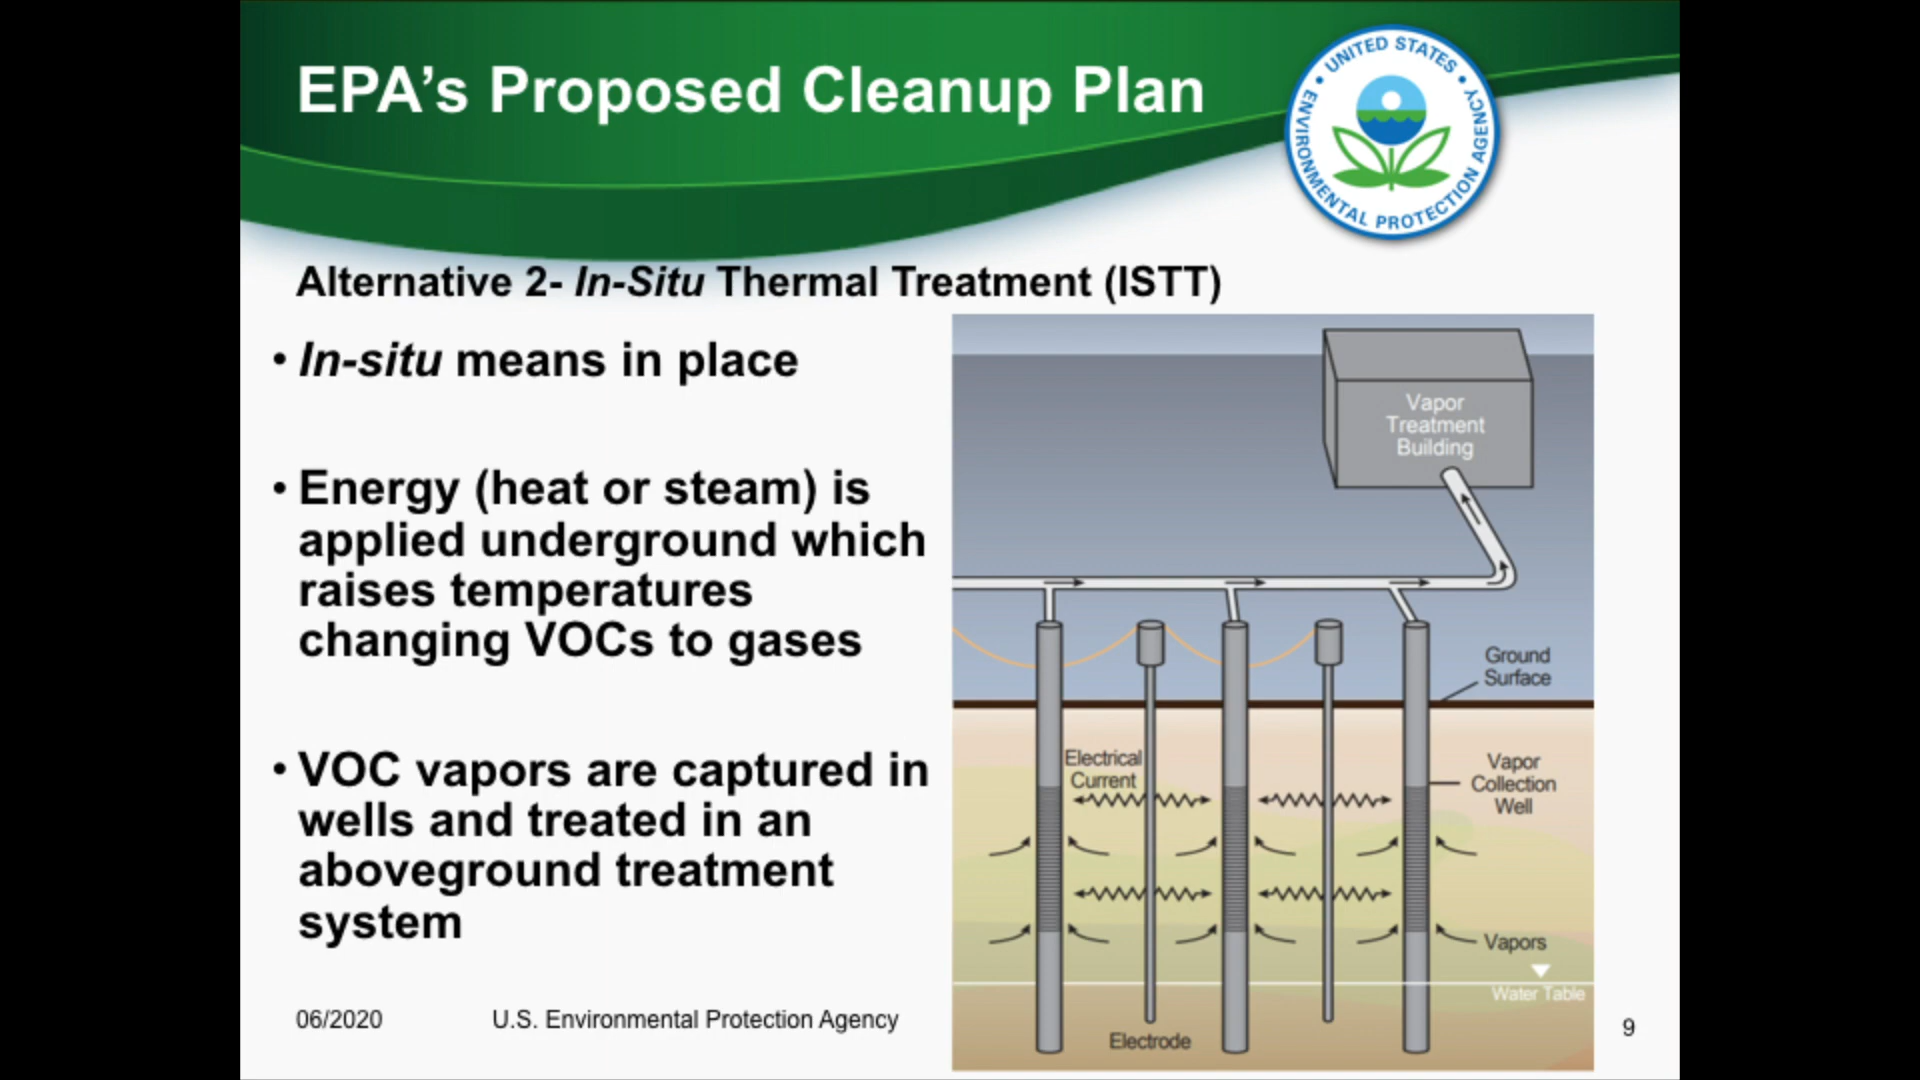 EPA’s Proposed Cleanup Plan
UNITED STATES
ENVIRONMENTAL PROTECTION AGENCY
Alternative 2- In-Situ Thermal Treatment (ISTT)
• In-situ means in place
• Energy (heat or steam) is
applied underground which
raises temperatures
changing VOCs to gases
• VOC vapors are captured in
wells and treated in an
aboveground treatment
system
Vapor
Treatment
Building
Ground
Surface
Electrical
Current
Vapor
Collection
Well
Vapors
Water Table
Electrode
06/2020
U.S. Environmental Protection Agency
9